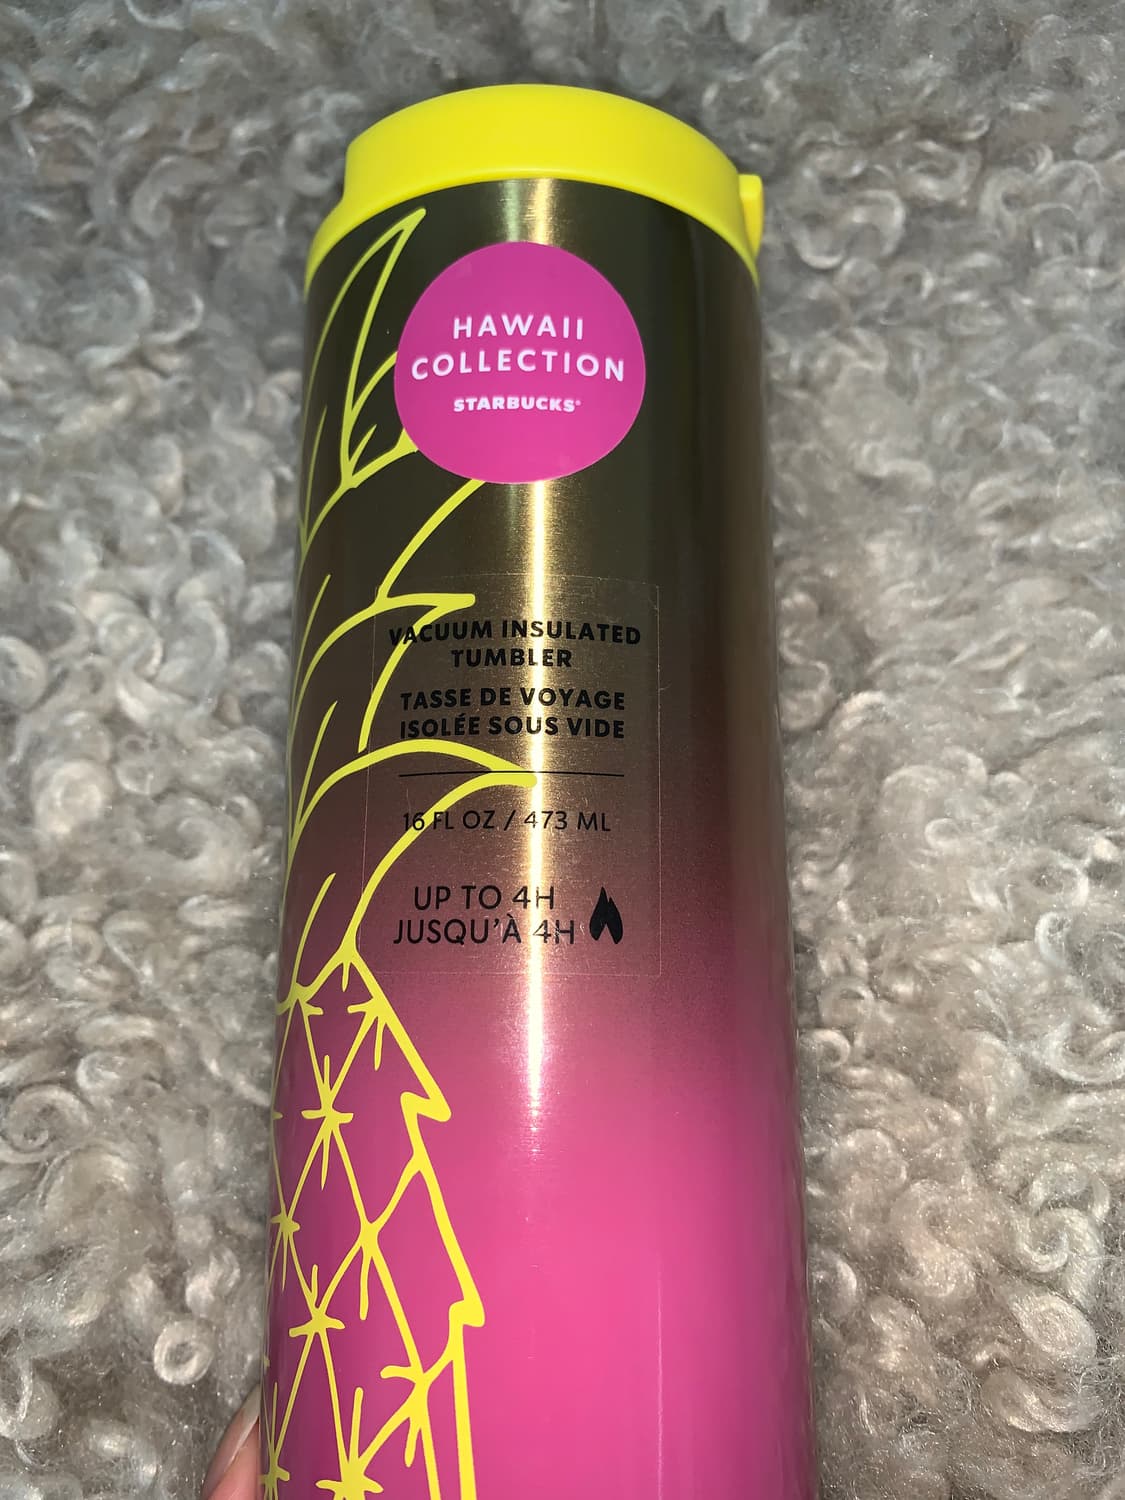 HAWAII
COLLECTION
STARBUCKS®
VACUUM INSULATED
TUMBLER
TASSE DE VOYAGE
ISOLÉE SOUS VIDE
16 FL OZ / 473 ML
UP TO 4H
JUSQU'À 4H